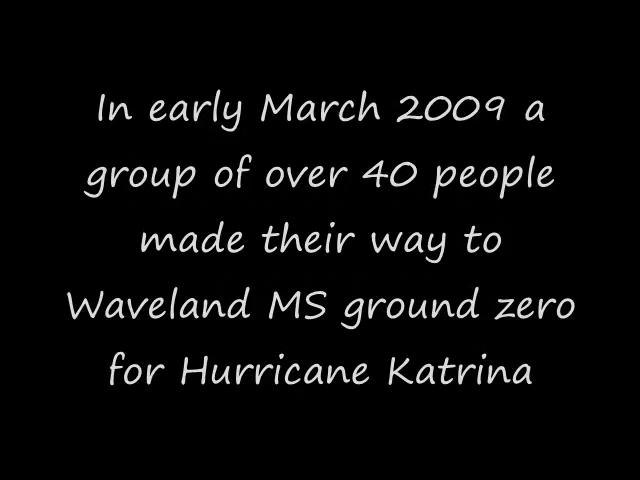 In early March 2009 a
group of over 40 people
made their way to
Waveland MS ground zero
for Hurricane Katrina